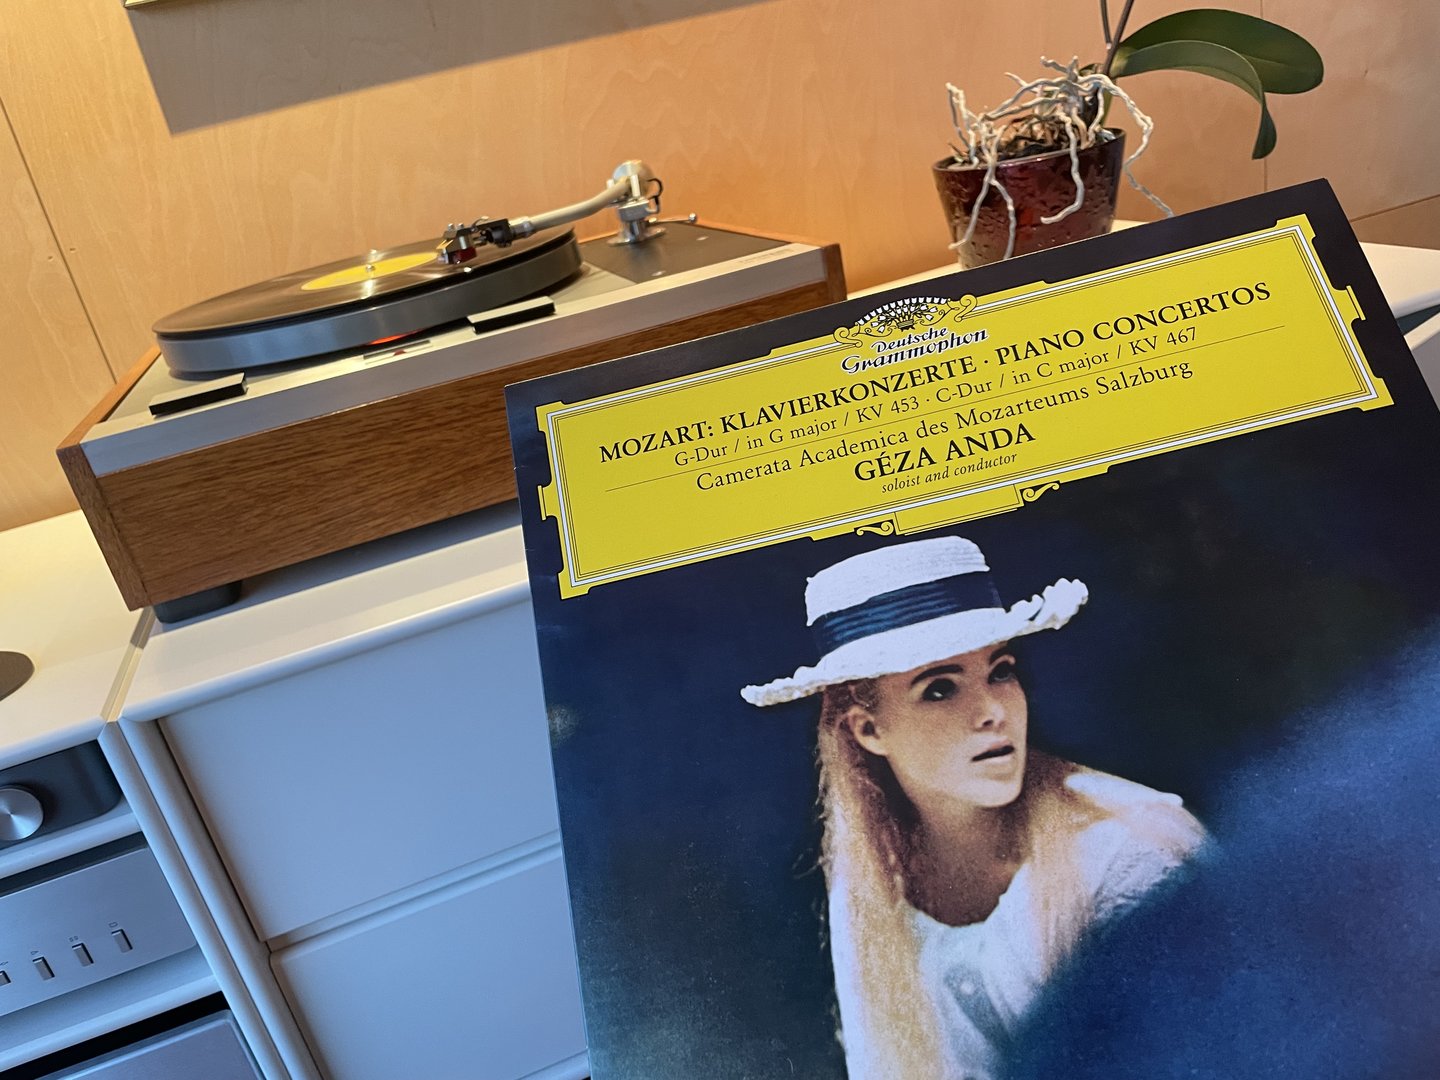 Deutsche
Grammophon
MOZART: KLAVIERKONZERTE · PIANO CONCERTOS
G-Dur / in G major / KV 453 · C-Dur / in C major / KV 467
Camerata Academica des Mozarteums Salzburg
GÉZA ANDA
soloist and conductor